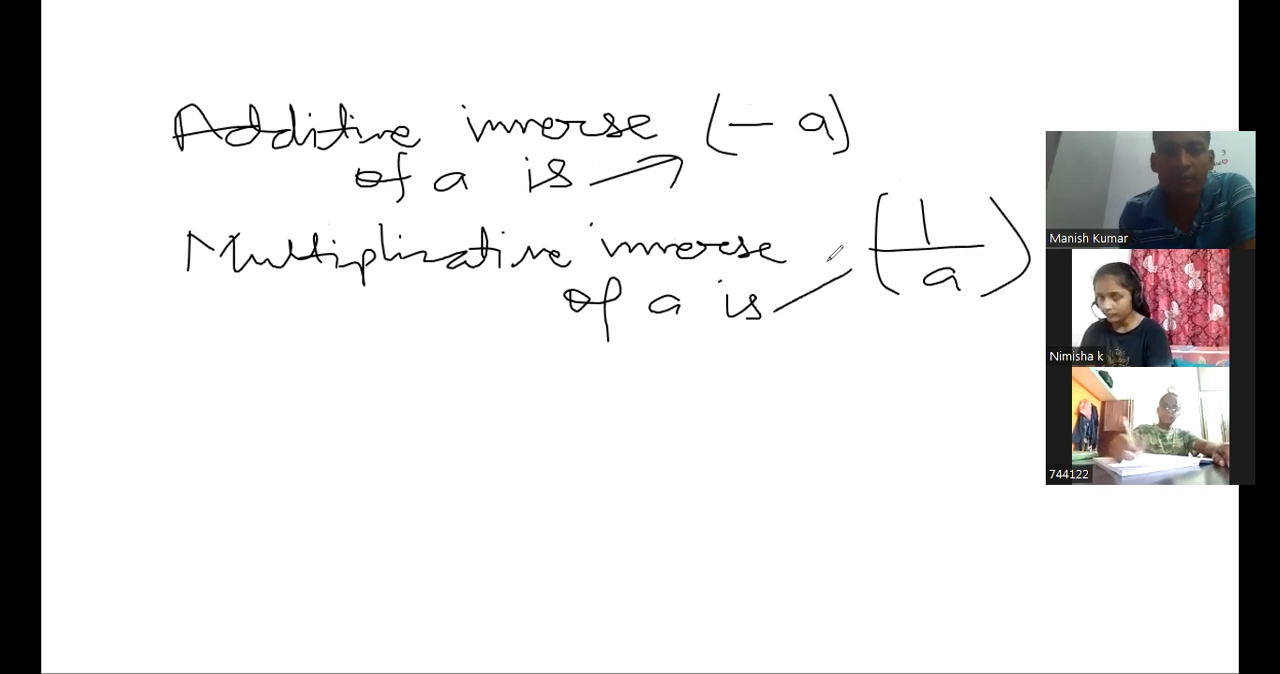 Additive inverse (- a)
of a is →
Multiplicative inverse (1/a)
of a is
Manish Kumar
Nimisha k
744122